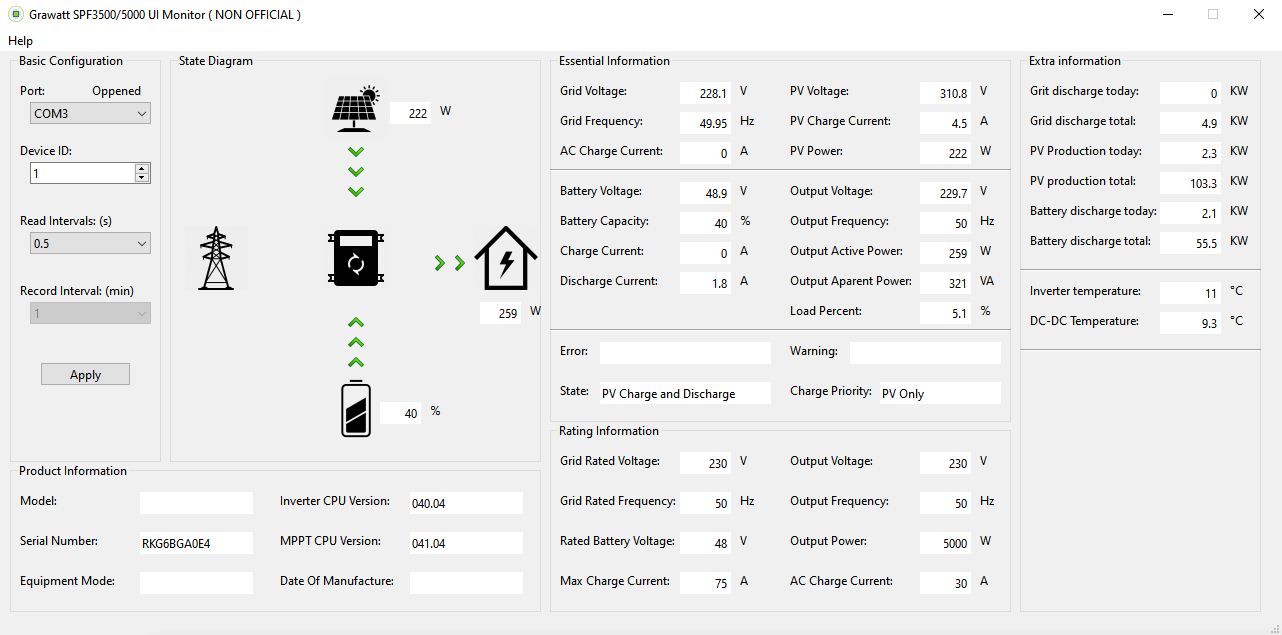 Grawatt SPF3500/5000 UI Monitor ( NON OFFICIAL )
Help
Basic Configuration
Port: Oppened
COM3
Device ID:
1
Read Intervals: (s)
0.5
Record Interval: (min)
1
Apply
State Diagram
222 W
259 W
40 %
Product Information
Model:
Inverter CPU Version: 040.04
Serial Number: RKG6BGA0E4
MPPT CPU Version: 041.04
Equipment Mode:
Date Of Manufacture:
Essential Information
Grid Voltage: 228.1 V PV Voltage: 310.8 V
Grid Frequency: 49.95 Hz PV Charge Current: 4.5 A
AC Charge Current: 0 A PV Power: 222 W
Battery Voltage: 48.9 V Output Voltage: 229.7 V
Battery Capacity: 40 % Output Frequency: 50 Hz
Charge Current: 0 A Output Active Power: 259 W
Discharge Current: 1.8 A Output Aparent Power: 321 VA
Load Percent: 5.1 %
Error: Warning:
State: PV Charge and Discharge Charge Priority: PV Only
Rating Information
Grid Rated Voltage: 230 V Output Voltage: 230 V
Grid Rated Frequency: 50 Hz Output Frequency: 50 Hz
Rated Battery Voltage: 48 V Output Power: 5000 W
Max Charge Current: 75 A AC Charge Current: 30 A
Extra information
Grit discharge today: 0 KW
Grid discharge total: 4.9 KW
PV Production today: 2.3 KW
PV production total: 103.3 KW
Battery discharge today: 2.1 KW
Battery discharge total: 55.5 KW
Inverter temperature: 11 °C
DC-DC Temperature: 9.3 °C